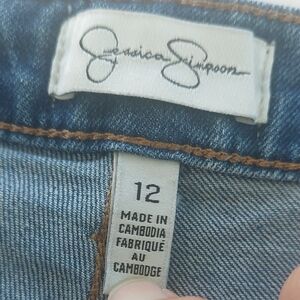 Jessica Simpson
12
MADE IN
CAMBODIA
FABRIQUÉ
AU
CAMBODGE